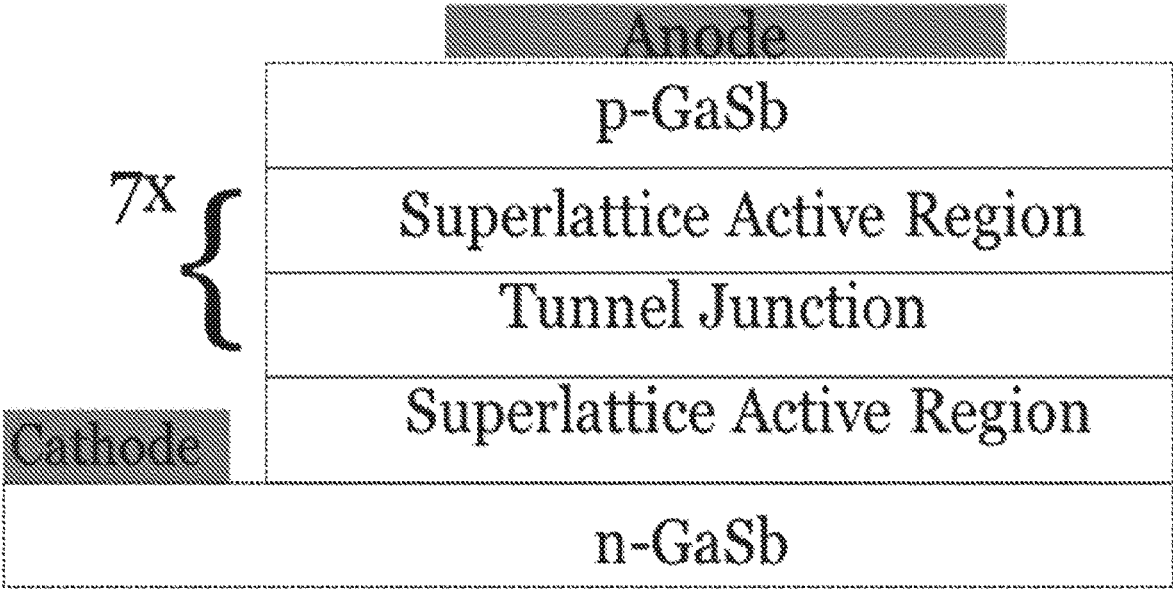 Anode
p-GaSb
7x
Superlattice Active Region
Tunnel Junction
Superlattice Active Region
Cathode
n-GaSb